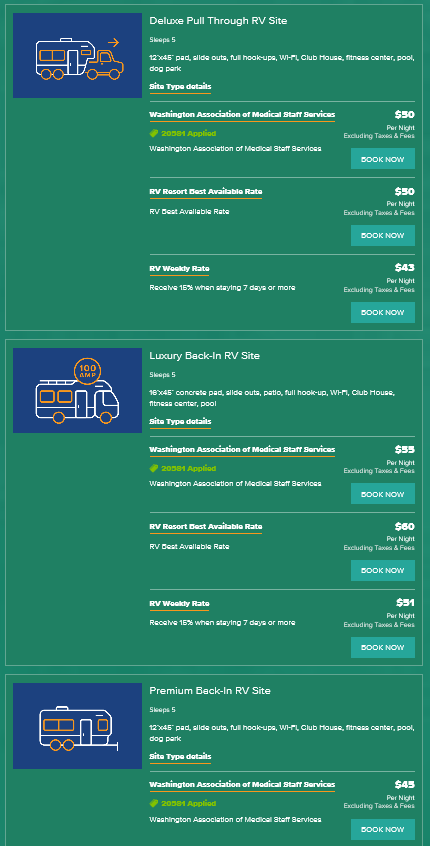 Deluxe Pull Through RV Site
Sleeps 5
12'x45' pad, slide outs, full hook-ups, Wi-Fi, Club House, fitness center, pool,
dog park
Site Type details
Washington Association of Medical Staff Services
$50
Per Night
20591 Applied
Excluding Taxes & Fees
Washington Association of Medical Staff Services
BOOK NOW
RV Resort Best Available Rate
$50
Per Night
RV Best Available Rate
Excluding Taxes & Fees
BOOK NOW
RV Weekly Rate
$43
Per Night
Receive 15% when staying 7 days or more
Excluding Taxes & Fees
BOOK NOW
100
AMP
Luxury Back-In RV Site
Sleeps 5
16'x45' concrete pad, slide outs, patio, full hook-up, Wi-Fi, Club House,
fitness center, pool
Site Type details
Washington Association of Medical Staff Services
$55
Per Night
20591 Applied
Excluding Taxes & Fees
Washington Association of Medical Staff Services
BOOK NOW
RV Resort Best Available Rate
$60
Per Night
RV Best Available Rate
Excluding Taxes & Fees
BOOK NOW
RV Weekly Rate
$51
Per Night
Receive 15% when staying 7 days or more
Excluding Taxes & Fees
BOOK NOW
Premium Back-In RV Site
Sleeps 5
12'x45' pad, slide outs, full hook-ups, Wi-Fi, Club House, fitness center, pool,
dog park
Site Type details
Washington Association of Medical Staff Services
$45
Per Night
20591 Applied
Excluding Taxes & Fees
Washington Association of Medical Staff Services
BOOK NOW